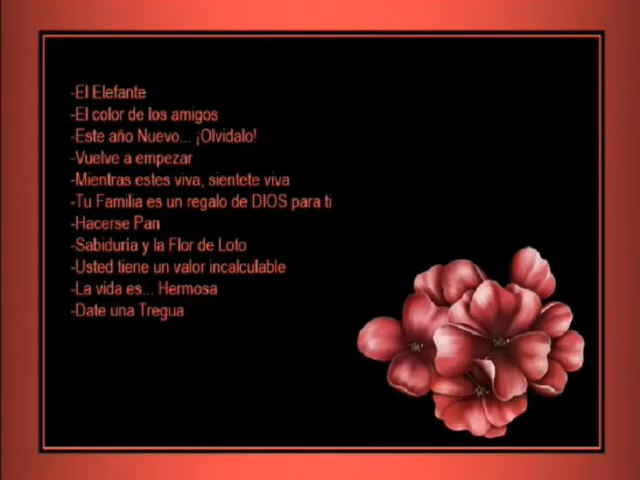 -El Elefante
-El color de los amigos
-Este año Nuevo... ¡Olvidalo!
-Vuelve a empezar
-Mientras estes viva, sientete viva
-Tu Familia es un regalo de DIOS para ti
-Hacerse Pan
-Sabiduría y la Flor de Loto
-Usted tiene un valor incalculable
-La vida es... Hermosa
-Date una Tregua